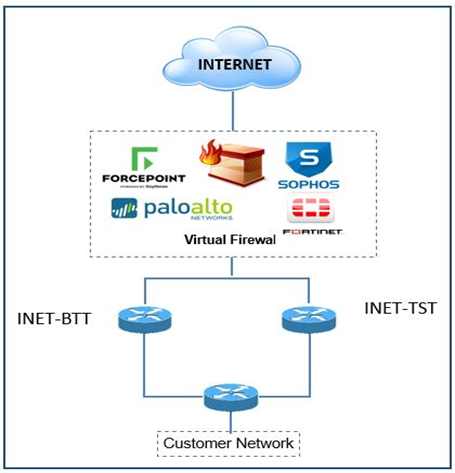 INTERNET
FORCEPOINT
POWERED BY Raytheon
S
SOPHOS
paloalto
NETWORKS
FORTINET
Virtual Firewal
INET-BTT
INET-TST
Customer Network